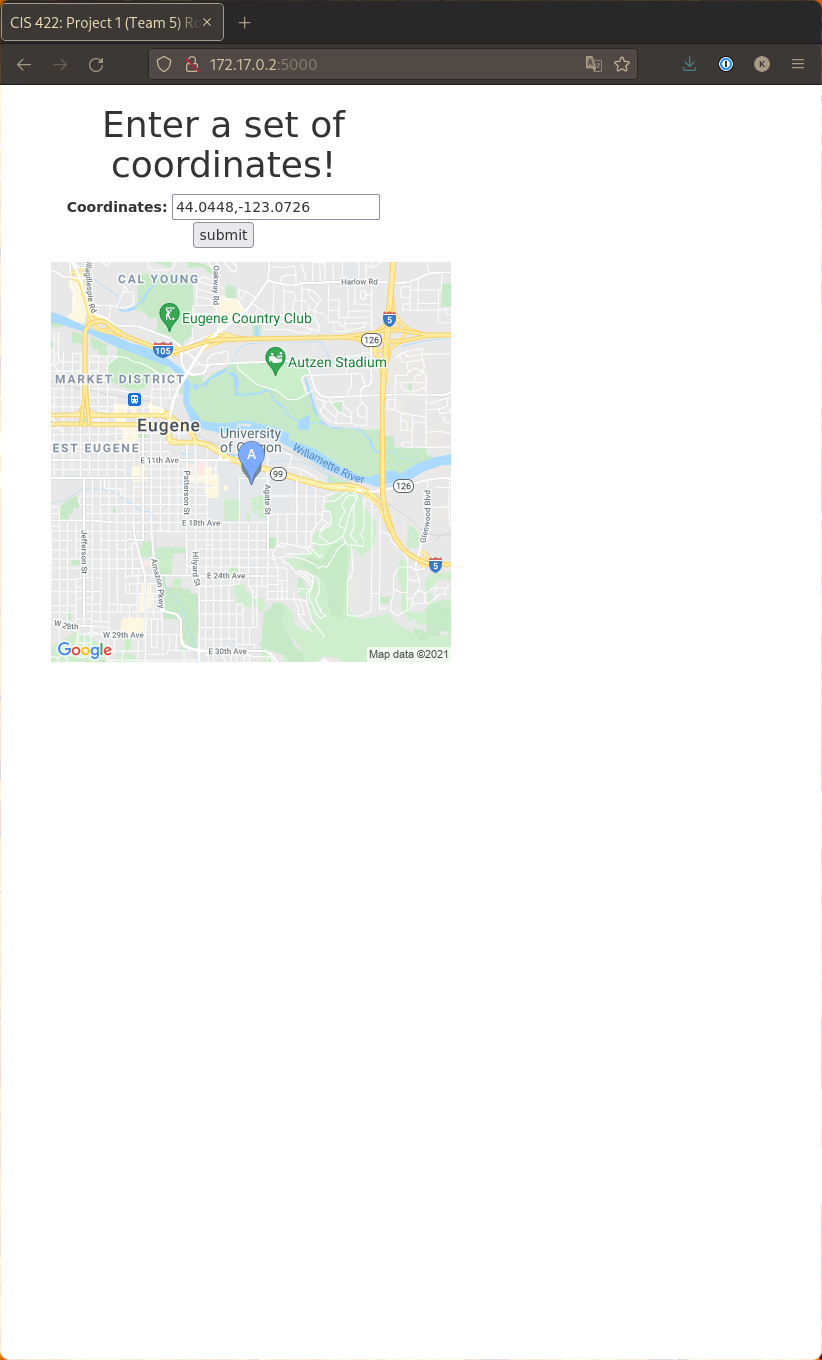 CIS 422: Project 1 (Team 5) Ro
172.17.0.2:5000
K
Enter a set of
coordinates!
Coordinates: 44.0448,-123.0726
submit
CAL YOUNG
Oakway Rd
Harlow Rd
Eugene Country Club
5
126
105
Autzen Stadium
MARKET DISTRICT
Eugene
University
of Oregon
EST EUGENE
E 11th Ave
A
99
Willamette River
126
Patterson St
Agate St
Glenwood Blvd
E 18th Ave
Jefferson St
Hilyard St
Amazon Pkwy
E 24th Ave
5
W 28th
W 29th Ave
E 30th Ave
Google
Map data ©2021